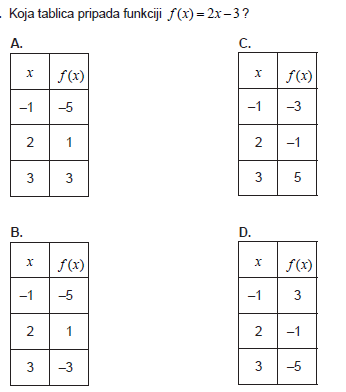 . Koja tablica pripada funkciji f(x) = 2x – 3 ?
A.
x f(x)
–1 –5
2 1
3 3
C.
x f(x)
–1 –3
2 –1
3 5
B.
x f(x)
–1 –5
2 1
3 –3
D.
x f(x)
–1 3
2 –1
3 –5